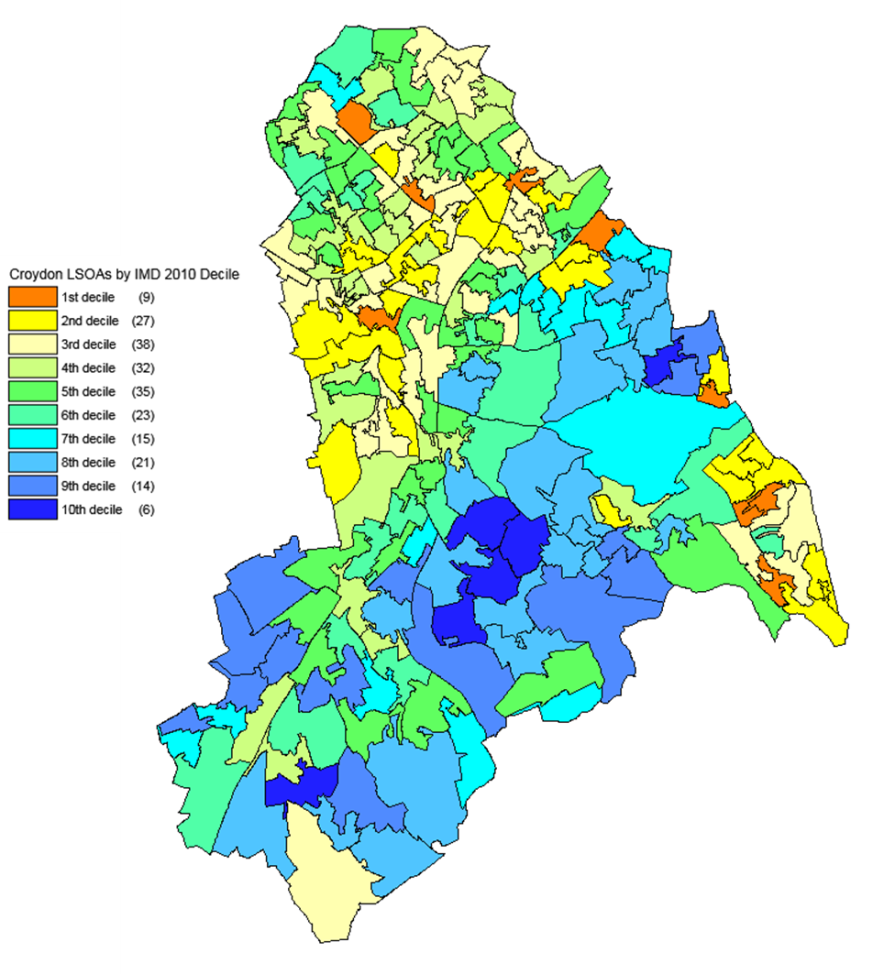 Croydon LSOAs by IMD 2010 Decile
1st decile (9)
2nd decile (27)
3rd decile (38)
4th decile (32)
5th decile (35)
6th decile (23)
7th decile (15)
8th decile (21)
9th decile (14)
10th decile (6)